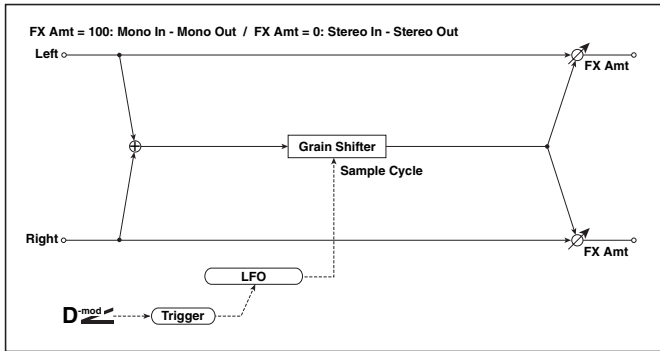 FX Amt = 100: Mono In - Mono Out / FX Amt = 0: Stereo In - Stereo Out
Left
FX Amt
Grain Shifter
Sample Cycle
Right
FX Amt
LFO
D-mod
Trigger